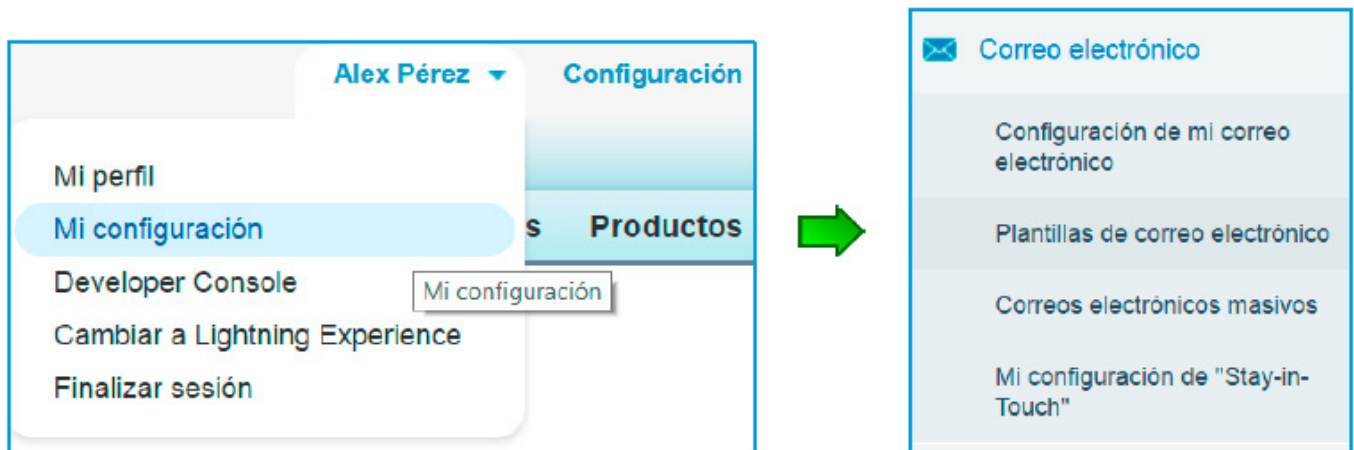 Alex Pérez
Configuración
Mi perfil
Mi configuración
s
Productos
Developer Console
Mi configuración
Cambiar a Lightning Experience
Finalizar sesión
Correo electrónico
Configuración de mi correo
electrónico
Plantillas de correo electrónico
Correos electrónicos masivos
Mi configuración de "Stay-in-
Touch"